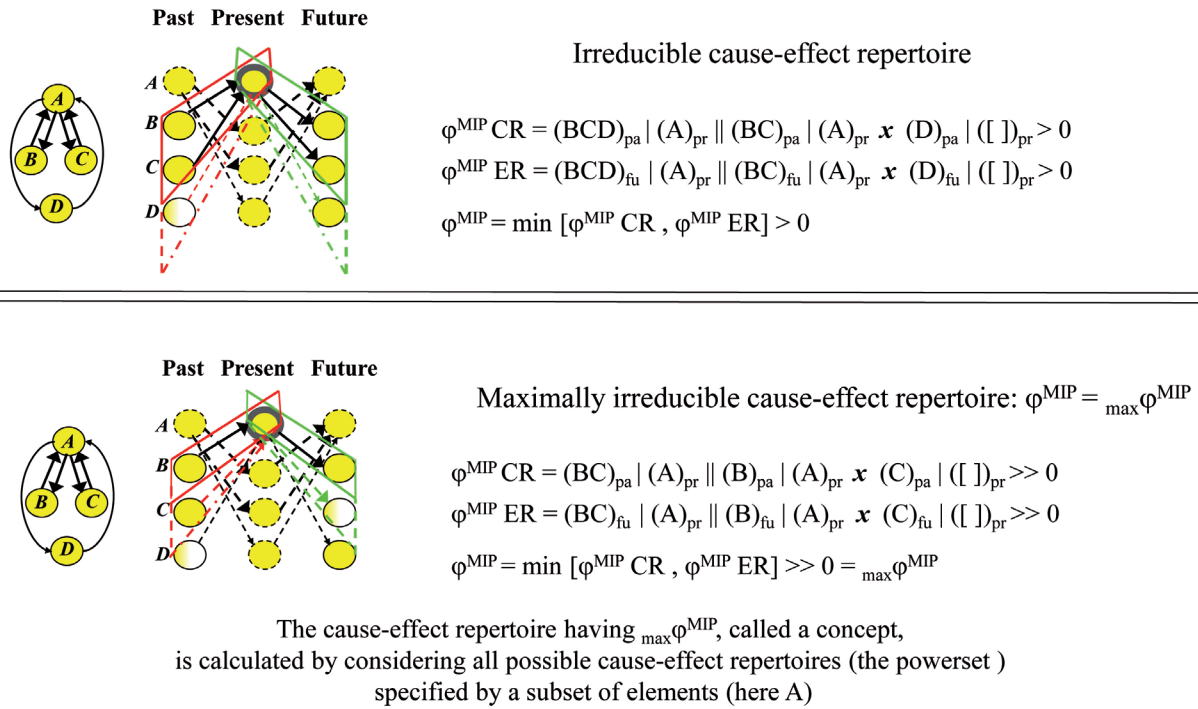 Past Present Future
Irreducible cause-effect repertoire
A
B
C
D
A
B
C
D
φᴹᴵᴾ CR = (BCD)pa | (A)pr || (BC)pa | (A)pr x (D)pa | ([ ])pr > 0
φᴹᴵᴾ ER = (BCD)fu | (A)pr || (BC)fu | (A)pr x (D)fu | ([ ])pr > 0
φᴹᴵᴾ = min [φᴹᴵᴾ CR , φᴹᴵᴾ ER] > 0
Past Present Future
Maximally irreducible cause-effect repertoire: φᴹᴵᴾ = maxφᴹᴵᴾ
A
B
C
D
A
B
C
D
φᴹᴵᴾ CR = (BC)pa | (A)pr || (B)pa | (A)pr x (C)pa | ([ ])pr >> 0
φᴹᴵᴾ ER = (BC)fu | (A)pr || (B)fu | (A)pr x (C)fu | ([ ])pr >> 0
φᴹᴵᴾ = min [φᴹᴵᴾ CR , φᴹᴵᴾ ER] >> 0 = maxφᴹᴵᴾ
The cause-effect repertoire having maxφᴹᴵᴾ, called a concept,
is calculated by considering all possible cause-effect repertoires (the powerset )
specified by a subset of elements (here A)